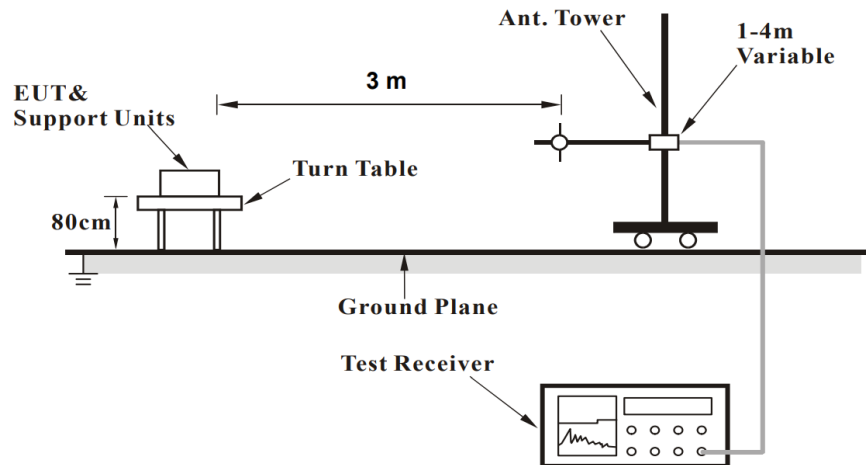 Ant. Tower
1-4m
Variable
3 m
EUT&
Support Units
Turn Table
80cm
Ground Plane
Test Receiver